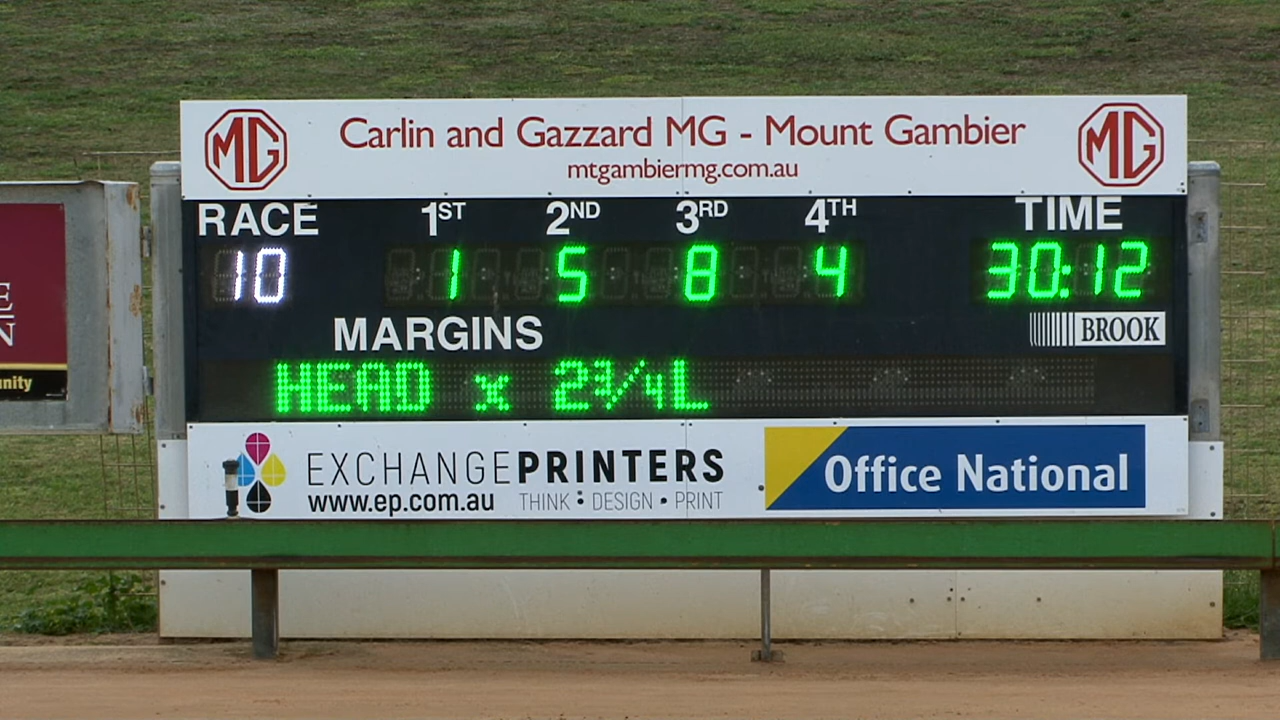 MG Carlin and Gazzard MG - Mount Gambier MG
mtgambiermg.com.au
RACE 1ST 2ND 3RD 4TH TIME
10 1 5 8 4 30:12
MARGINS BROOK
HEAD x 2¾L
E
N
nity
EXCHANGEPRINTERS Office National
www.ep.com.au THINK • DESIGN • PRINT